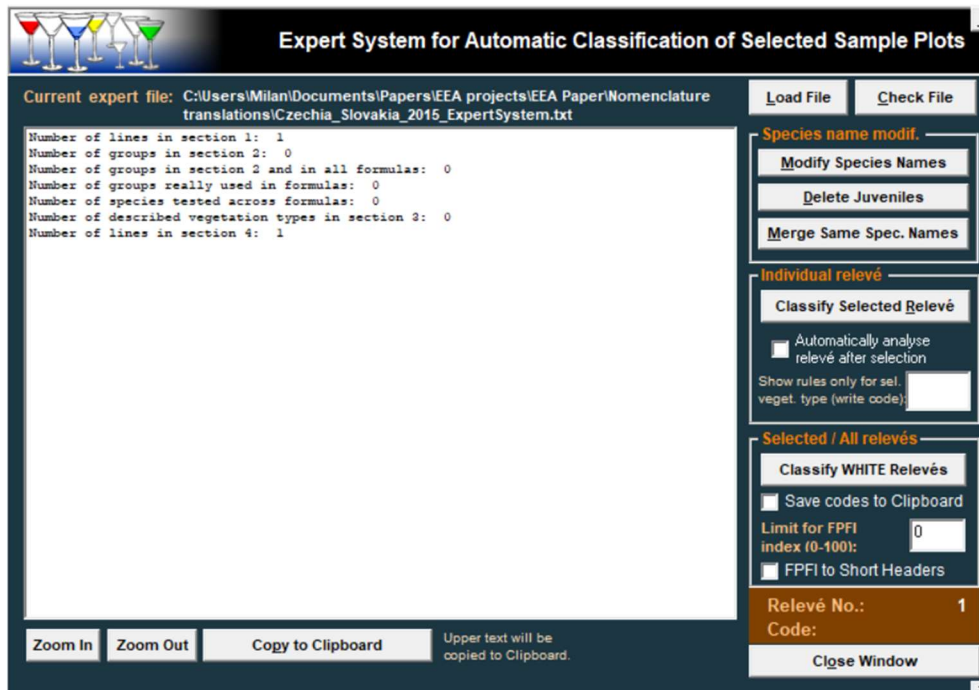 Expert System for Automatic Classification of Selected Sample Plots
Current expert file: C:\Users\Milan\Documents\Papers\EEA projects\EEA Paper\Nomenclature
translations\Czechia_Slovakia_2015_ExpertSystem.txt
Number of lines in section 1: 1
Number of groups in section 2: 0
Number of groups in section 2 and in all formulas: 0
Number of groups really used in formulas: 0
Number of species tested across formulas: 0
Number of described vegetation types in section 3: 0
Number of lines in section 4: 1
Zoom In
Zoom Out
Copy to Clipboard
Upper text will be
copied to Clipboard.
Load File
Check File
Species name modif.
Modify Species Names
Delete Juveniles
Merge Same Spec. Names
Individual relevé
Classify Selected Relevé
Automatically analyse
relevé after selection
Show rules only for sel.
veget. type (write code):
Selected / All relevés
Classify WHITE Relevés
Save codes to Clipboard
Limit for FPFI
index (0-100):
0
FPFI to Short Headers
Relevé No.: 1
Code:
Close Window